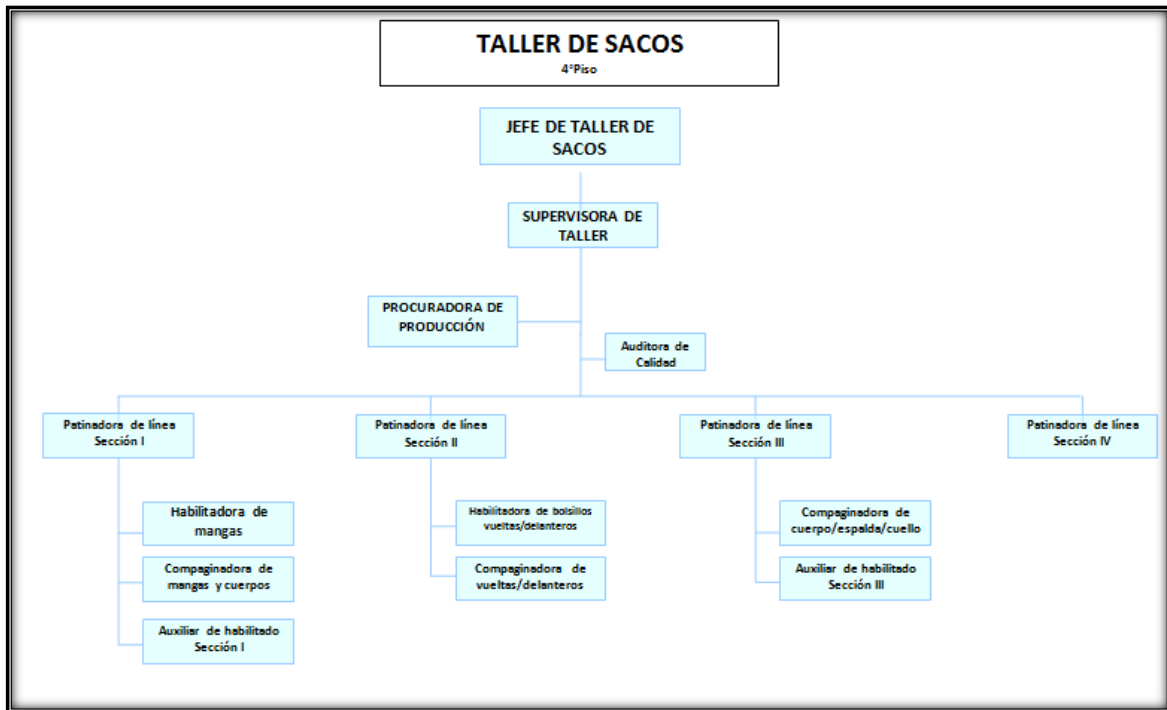 TALLER DE SACOS
4°Piso
JEFE DE TALLER DE
SACOS
SUPERVISORA DE
TALLER
PROCURADORA DE
PRODUCCIÓN
Auditora de
Calidad
Patinadora de línea
Sección I
Patinadora de línea
Sección II
Patinadora de línea
Sección III
Patinadora de línea
Sección IV
Habilitadora de
mangas
Compaginadora de
mangas y cuerpos
Auxiliar de habilitado
Sección I
Habilitadora de bolsillos
vueltas/delanteros
Compaginadora de
vueltas/delanteros
Compaginadora de
cuerpo/espalda/cuello
Auxiliar de habilitado
Sección III